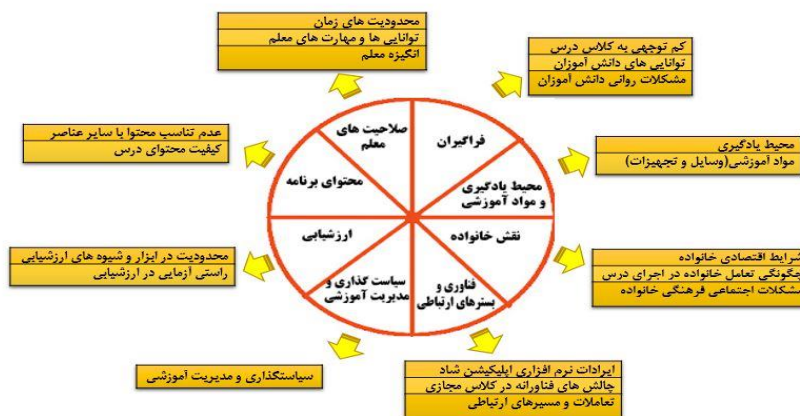 محدودیت های زمان
توانایی ها و مهارت های معلم
انگیزه معلم
کم توجهی به کلاس درس
توانایی های دانش آموزان
مشکلات روانی دانش آموزان
عدم تناسب محتوا با سایر عناصر
کیفیت محتوای درس
محیط یادگیری
مواد آموزشی(وسایل و تجهیزات)
صلاحیت های
معلم
فراگیران
محتوای برنامه
محیط یادگیری
و مواد آموزشی
ارزشیابی
نقش خانواده
سیاست گذاری و
مدیریت آموزشی
فناوری و
بسترهای ارتباطی
محدودیت در ابزار و شیوه های ارزشیابی
راستی آزمایی در ارزشیابی
شرایط اقتصادی خانواده
چگونگی تعامل خانواده در اجرای درس
مشکلات اجتماعی فرهنگی خانواده
سیاستگذاری و مدیریت آموزشی
ایرادات نرم افزاری اپلیکیشن شاد
چالش های فناورانه در کلاس مجازی
تعاملات و مسیرهای ارتباطی